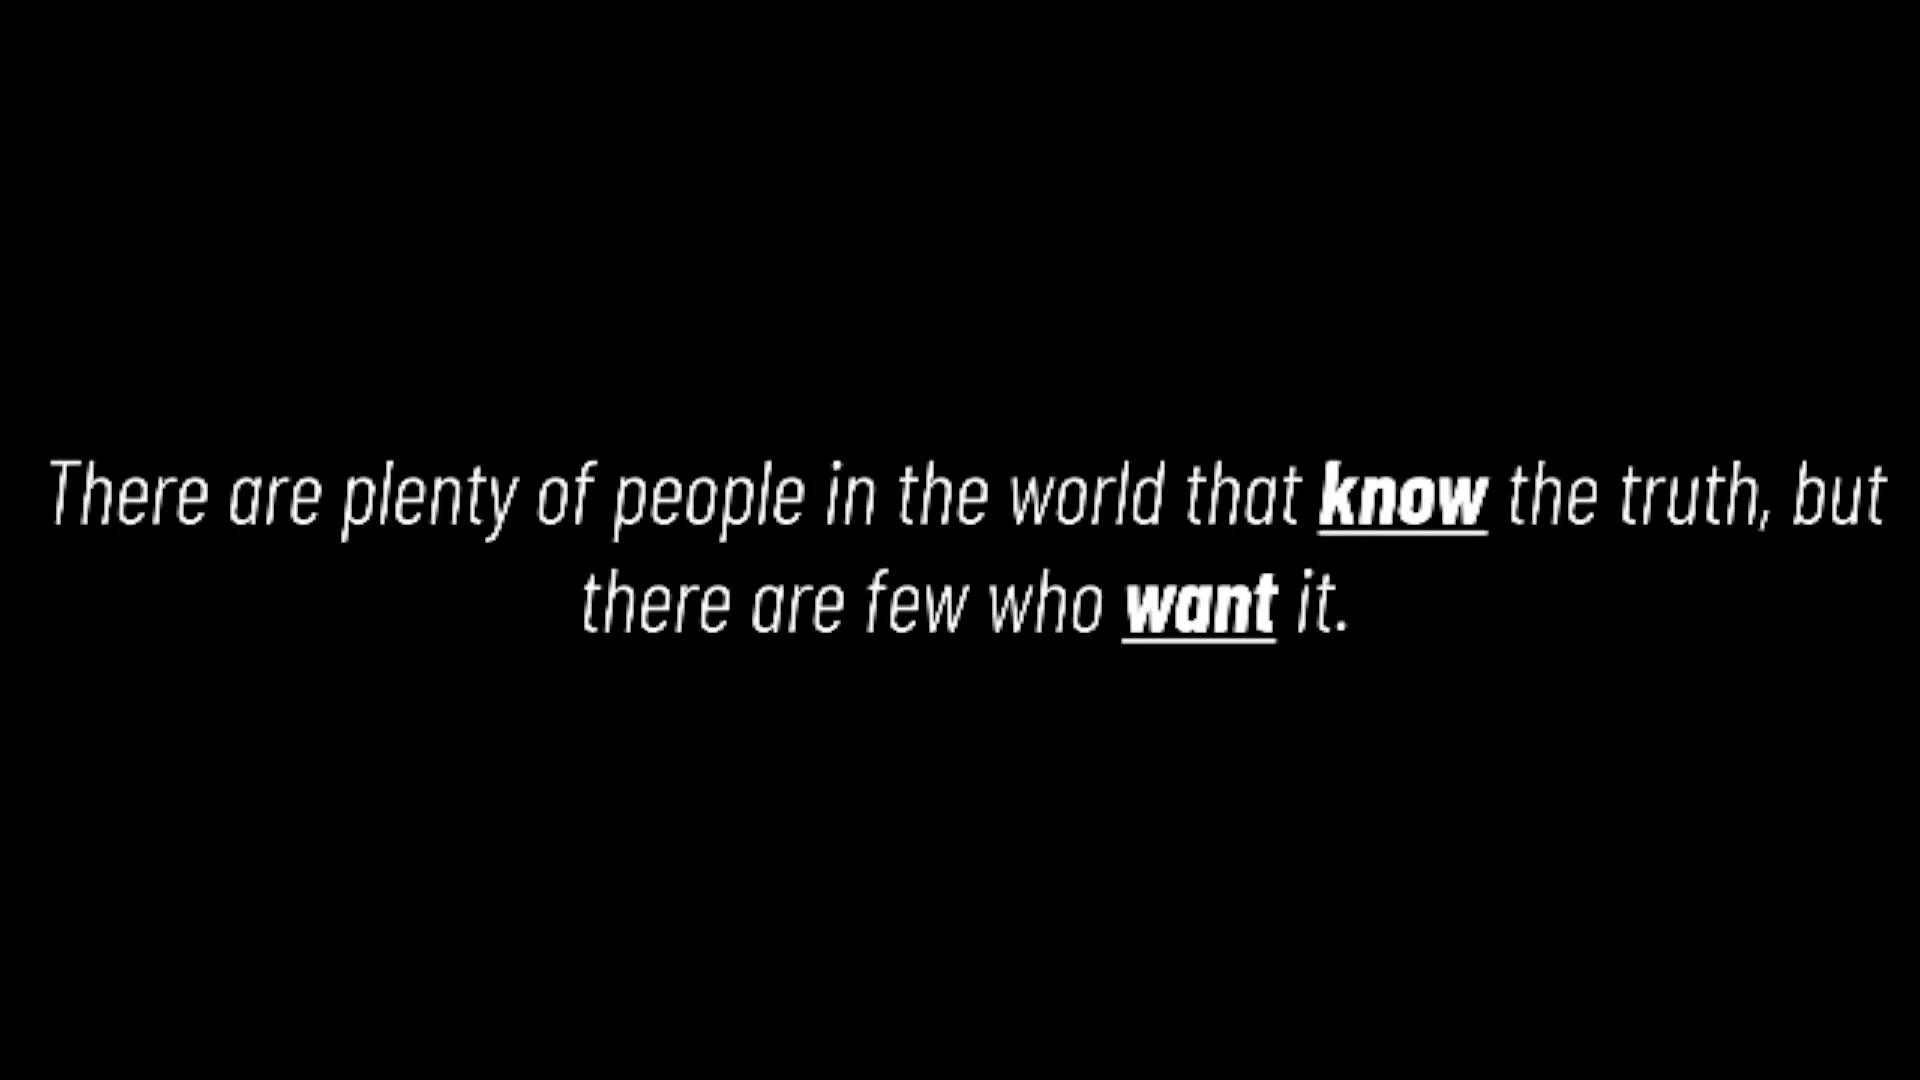 There are plenty of people in the world that know the truth, but
there are few who want it.